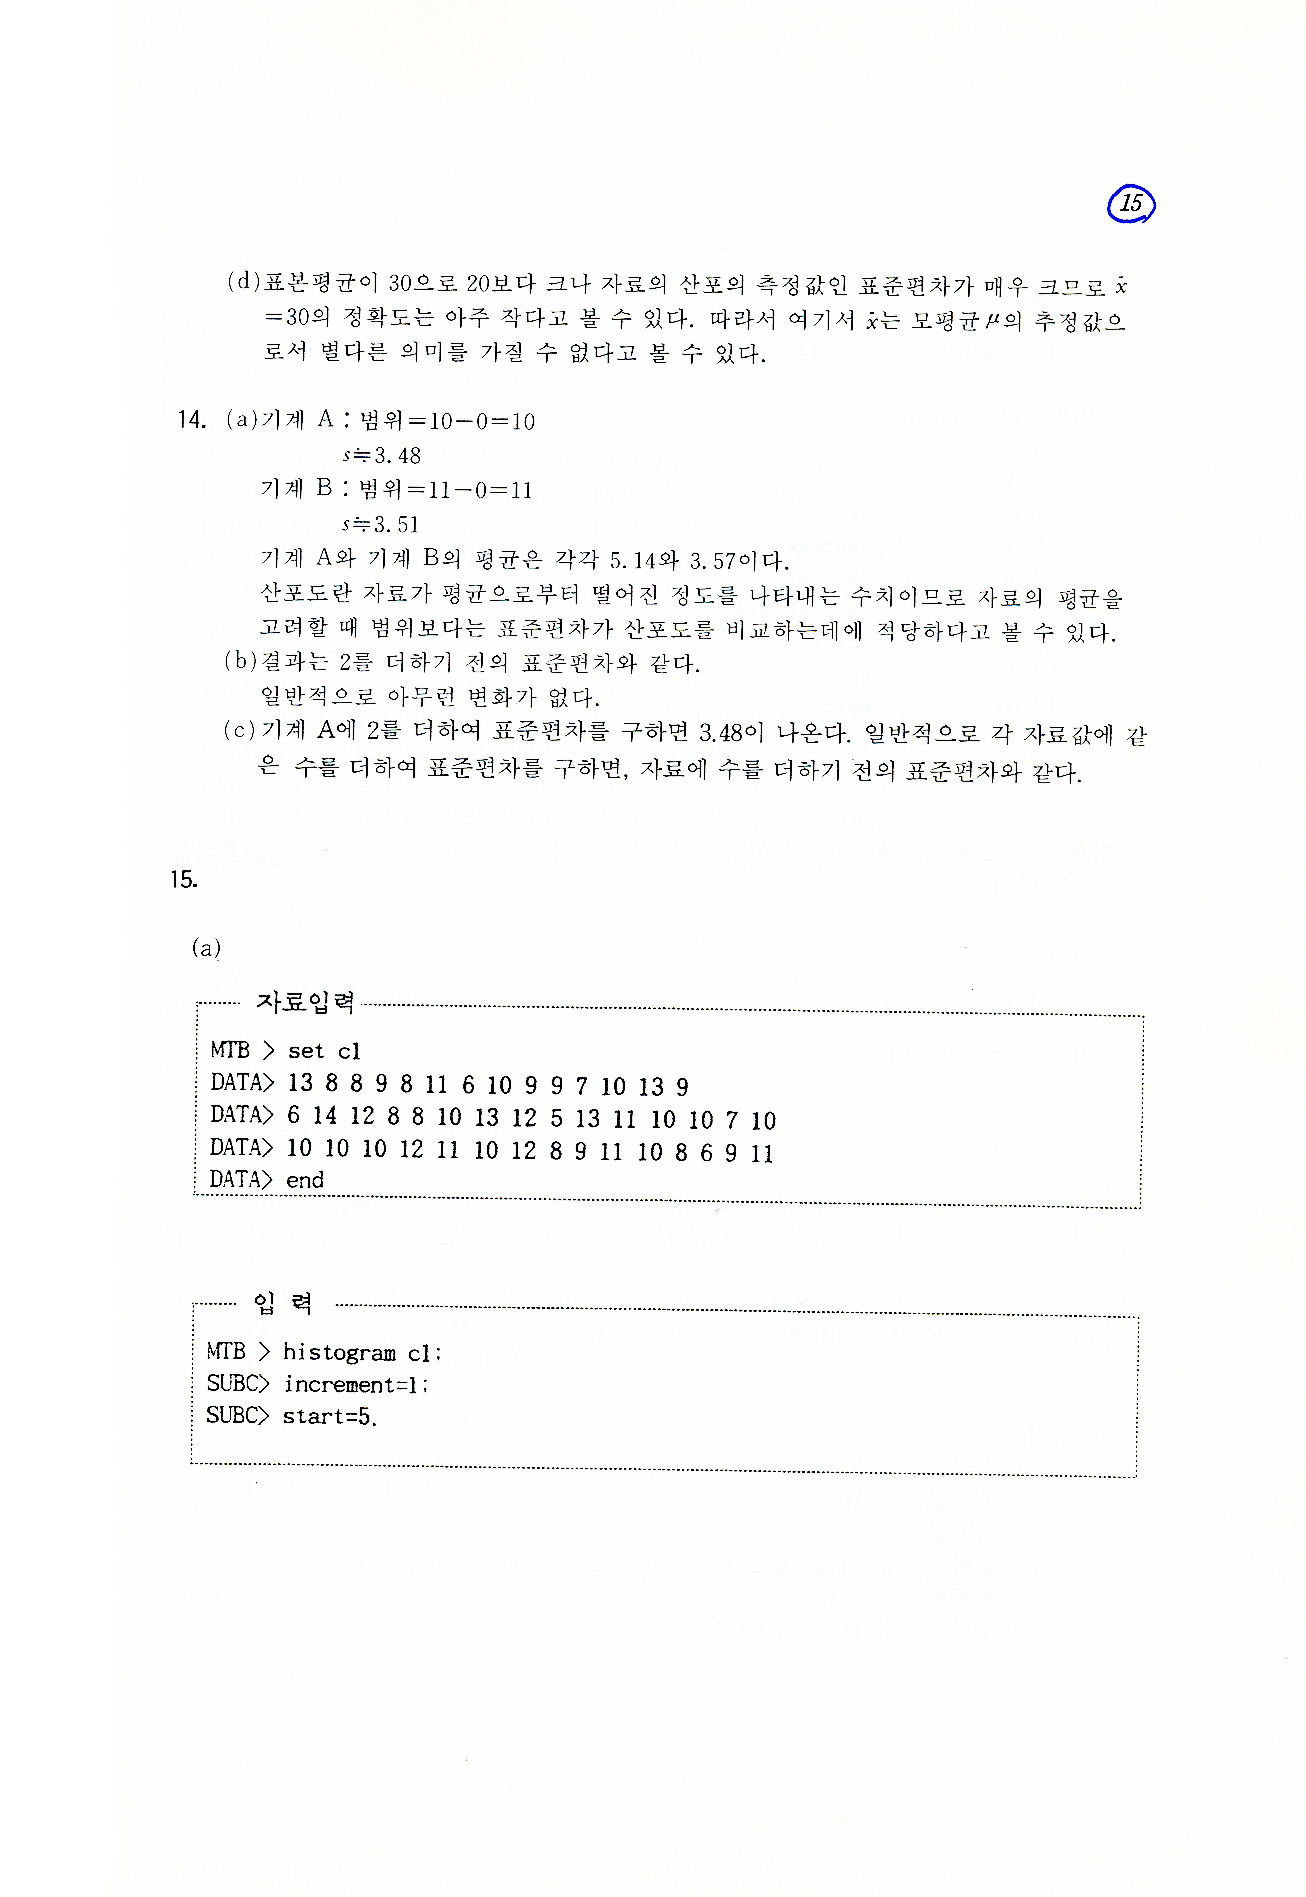 15
(d)표본평균이 30으로 20보다 크나 자료의 산포의 측정값인 표준편차가 매우 크므로 x̄
=30의 정확도는 아주 작다고 볼 수 있다. 따라서 여기서 x̄는 모평균 μ의 추정값으
로서 별다른 의미를 가질 수 없다고 볼 수 있다.
14. (a)기계 A : 범위=10−0=10
s≒3.48
기계 B : 범위=11−0=11
s≒3.51
기계 A와 기계 B의 평균은 각각 5.14와 3.57이다.
산포도란 자료가 평균으로부터 떨어진 정도를 나타내는 수치이므로 자료의 평균을
고려할 때 범위보다는 표준편차가 산포도를 비교하는데에 적당하다고 볼 수 있다.
(b)결과는 2를 더하기 전의 표준편차와 같다.
일반적으로 아무런 변화가 없다.
(c)기계 A에 2를 더하여 표준편차를 구하면 3.48이 나온다. 일반적으로 각 자료값에 같
은 수를 더하여 표준편차를 구하면, 자료에 수를 더하기 전의 표준편차와 같다.
15.
(a)
자료입력
MTB > set c1
DATA> 13 8 8 9 8 11 6 10 9 9 7 10 13 9
DATA> 6 14 12 8 8 10 13 12 5 13 11 10 10 7 10
DATA> 10 10 10 12 11 10 12 8 9 11 10 8 6 9 11
DATA> end
입 력
MTB > histogram c1;
SUBC> increment=1;
SUBC> start=5.